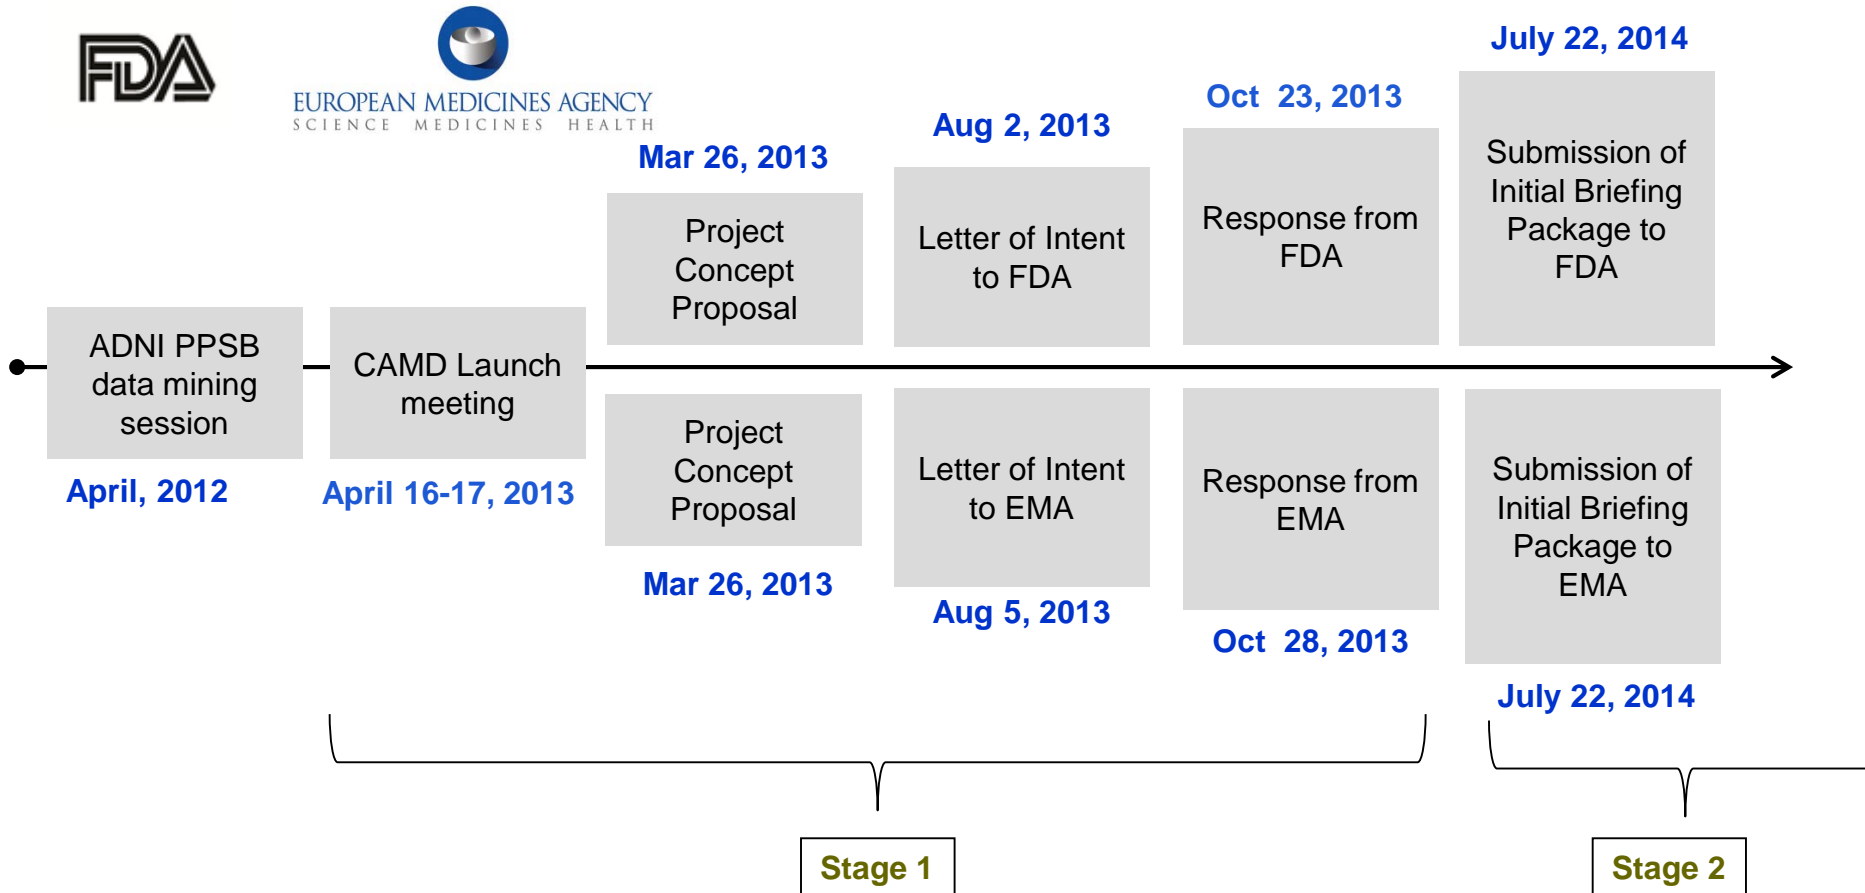 FDA
EUROPEAN MEDICINES AGENCY
SCIENCE MEDICINES HEALTH
ADNI PPSB
data mining
session
April, 2012
CAMD Launch
meeting
April 16-17, 2013
Mar 26, 2013
Project
Concept
Proposal
Project
Concept
Proposal
Mar 26, 2013
Aug 2, 2013
Letter of Intent
to FDA
Letter of Intent
to EMA
Aug 5, 2013
Oct 23, 2013
Response from
FDA
Response from
EMA
Oct 28, 2013
July 22, 2014
Submission of
Initial Briefing
Package to
FDA
Submission of
Initial Briefing
Package to
EMA
July 22, 2014
Stage 1
Stage 2